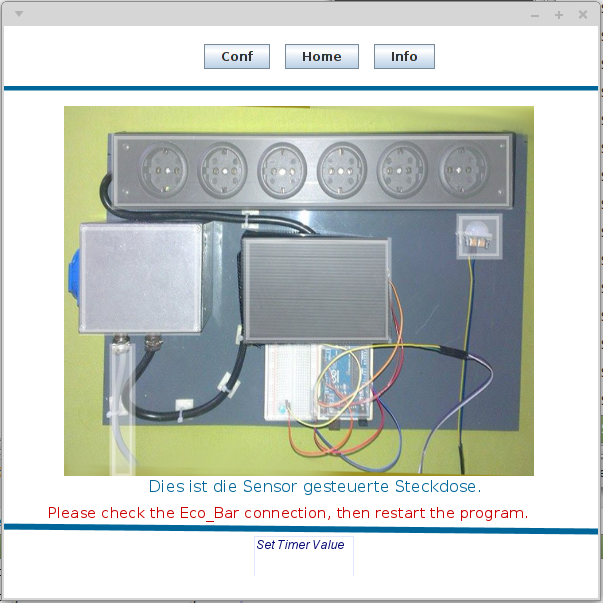 Conf
Home
Info
Dies ist die Sensor gesteuerte Steckdose.
Please check the Eco_Bar connection, then restart the program.
Set Timer Value